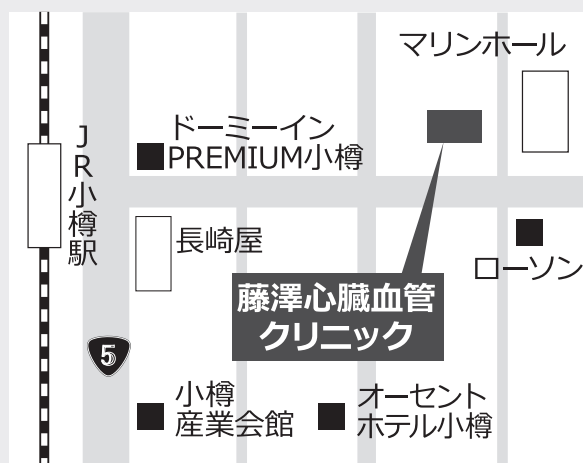 マリンホール
ドーミーイン
PREMIUM小樽
JR小樽駅
長崎屋
ローソン
藤澤心臓血管
クリニック
5
小樽
産業会館
オーセント
ホテル小樽